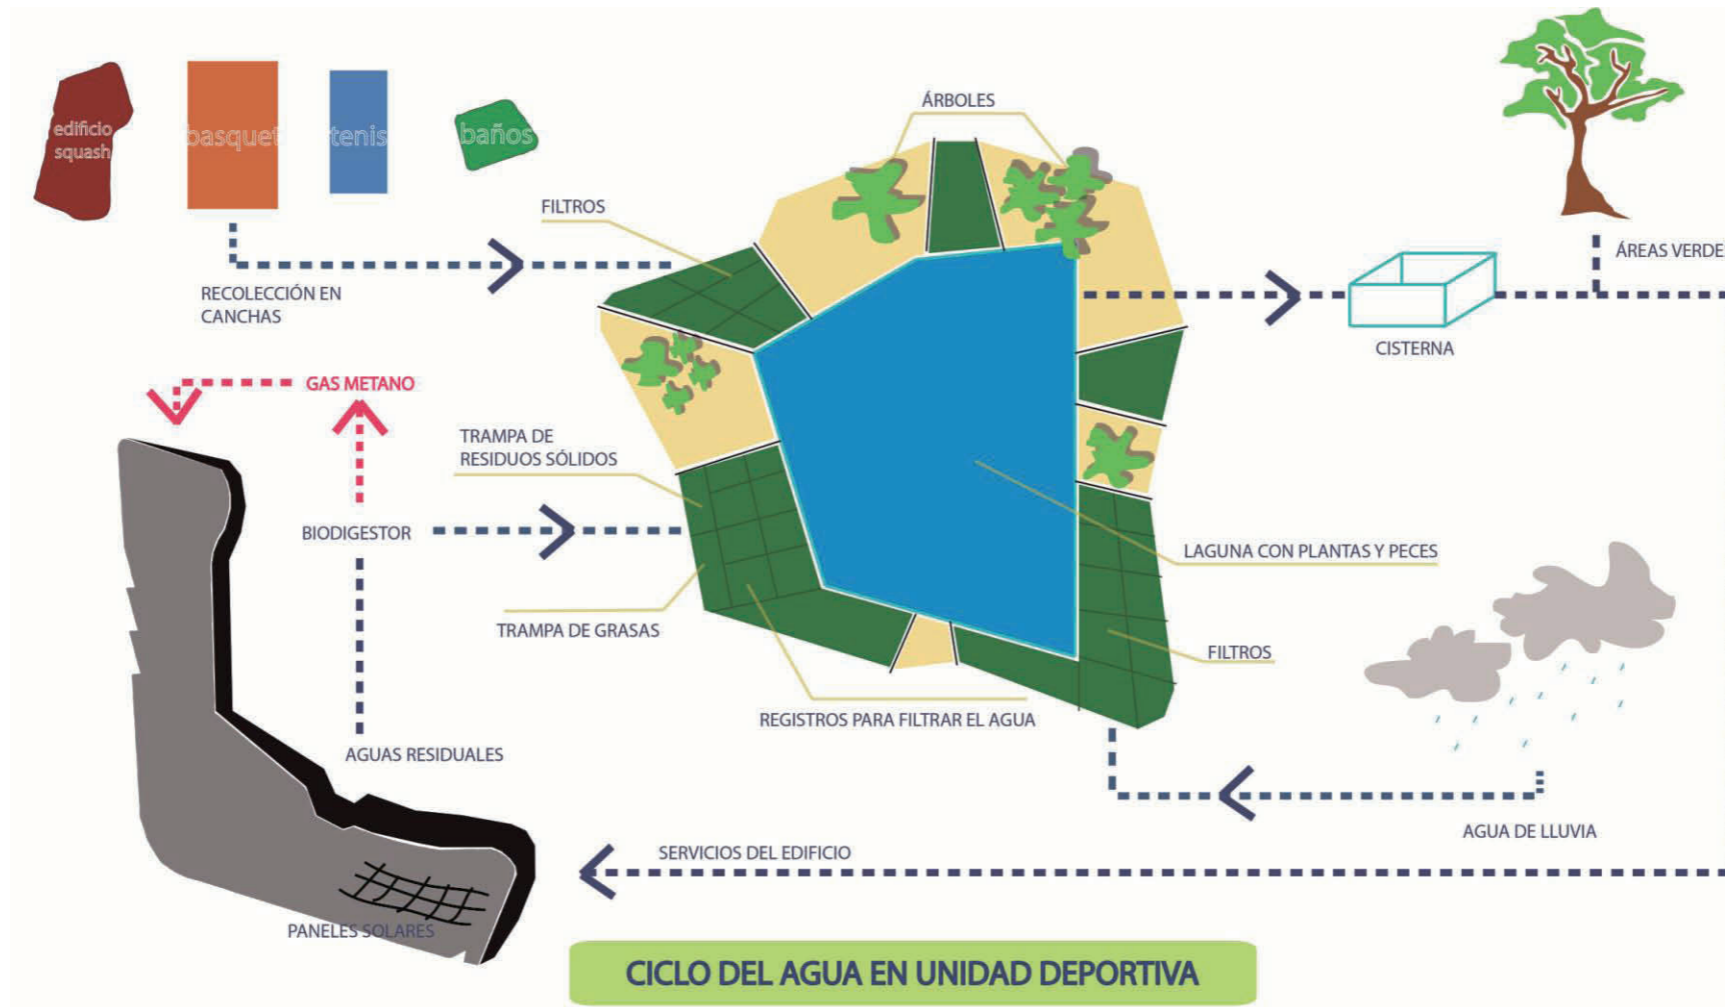 edificio
squash
basquet
tenis
baños
ÁRBOLES
FILTROS
RECOLECCIÓN EN
CANCHAS
ÁREAS VERDE
CISTERNA
GAS METANO
TRAMPA DE
RESIDUOS SÓLIDOS
BIODIGESTOR
LAGUNA CON PLANTAS Y PECES
TRAMPA DE GRASAS
FILTROS
REGISTROS PARA FILTRAR EL AGUA
AGUAS RESIDUALES
AGUA DE LLUVIA
SERVICIOS DEL EDIFICIO
PANELES SOLARES
CICLO DEL AGUA EN UNIDAD DEPORTIVA